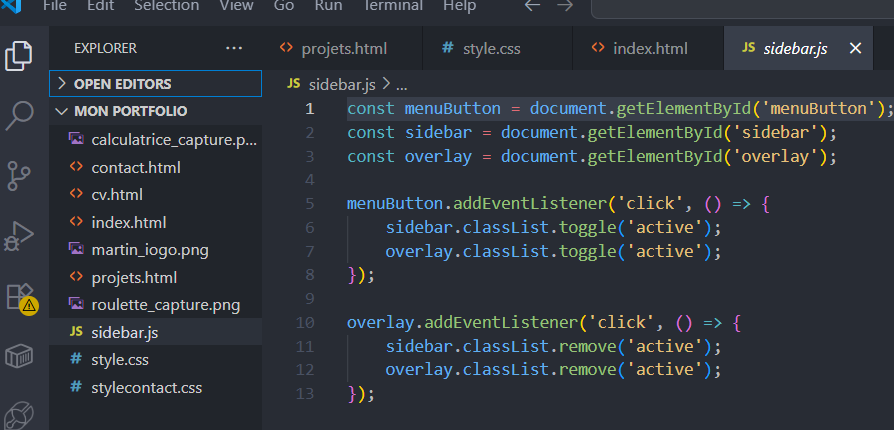 File Edit Selection View Go Run Terminal Help
EXPLORER ...
projets.html style.css index.html sidebar.js
OPEN EDITORS
MON PORTFOLIO
calculatrice_capture.p...
contact.html
cv.html
index.html
martin_iogo.png
projets.html
roulette_capture.png
JS sidebar.js
# style.css
# stylecontact.css
JS sidebar.js > ...
1 const menuButton = document.getElementById('menuButton');
2 const sidebar = document.getElementById('sidebar');
3 const overlay = document.getElementById('overlay');
4
5 menuButton.addEventListener('click', () => {
6 sidebar.classList.toggle('active');
7 overlay.classList.toggle('active');
8 });
9
10 overlay.addEventListener('click', () => {
11 sidebar.classList.remove('active');
12 overlay.classList.remove('active');
13 });